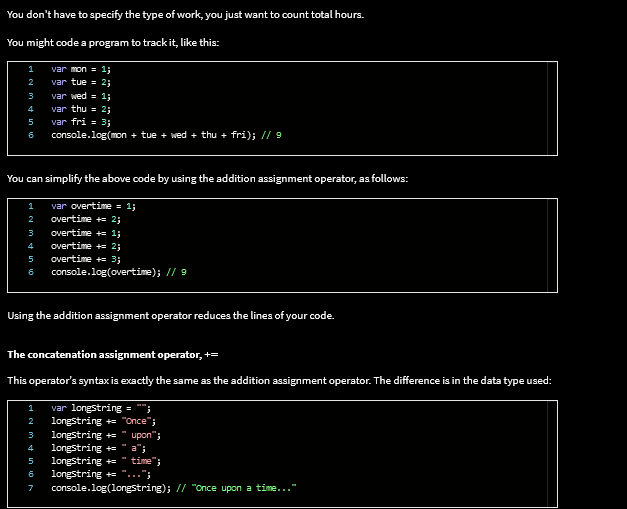 You don't have to specify the type of work, you just want to count total hours.
You might code a program to track it, like this:
1 var mon = 1;
2 var tue = 2;
3 var wed = 1;
4 var thu = 2;
5 var fri = 3;
6 console.log(mon + tue + wed + thu + fri); // 9
You can simplify the above code by using the addition assignment operator, as follows:
1 var overtime = 1;
2 overtime += 2;
3 overtime += 1;
4 overtime += 2;
5 overtime += 3;
6 console.log(overtime); // 9
Using the addition assignment operator reduces the lines of your code.
The concatenation assignment operator, +=
This operator's syntax is exactly the same as the addition assignment operator. The difference is in the data type used:
1 var longString = "";
2 longString += "Once";
3 longString += " upon";
4 longString += " a";
5 longString += " time";
6 longString += "...";
7 console.log(longString); // "Once upon a time..."